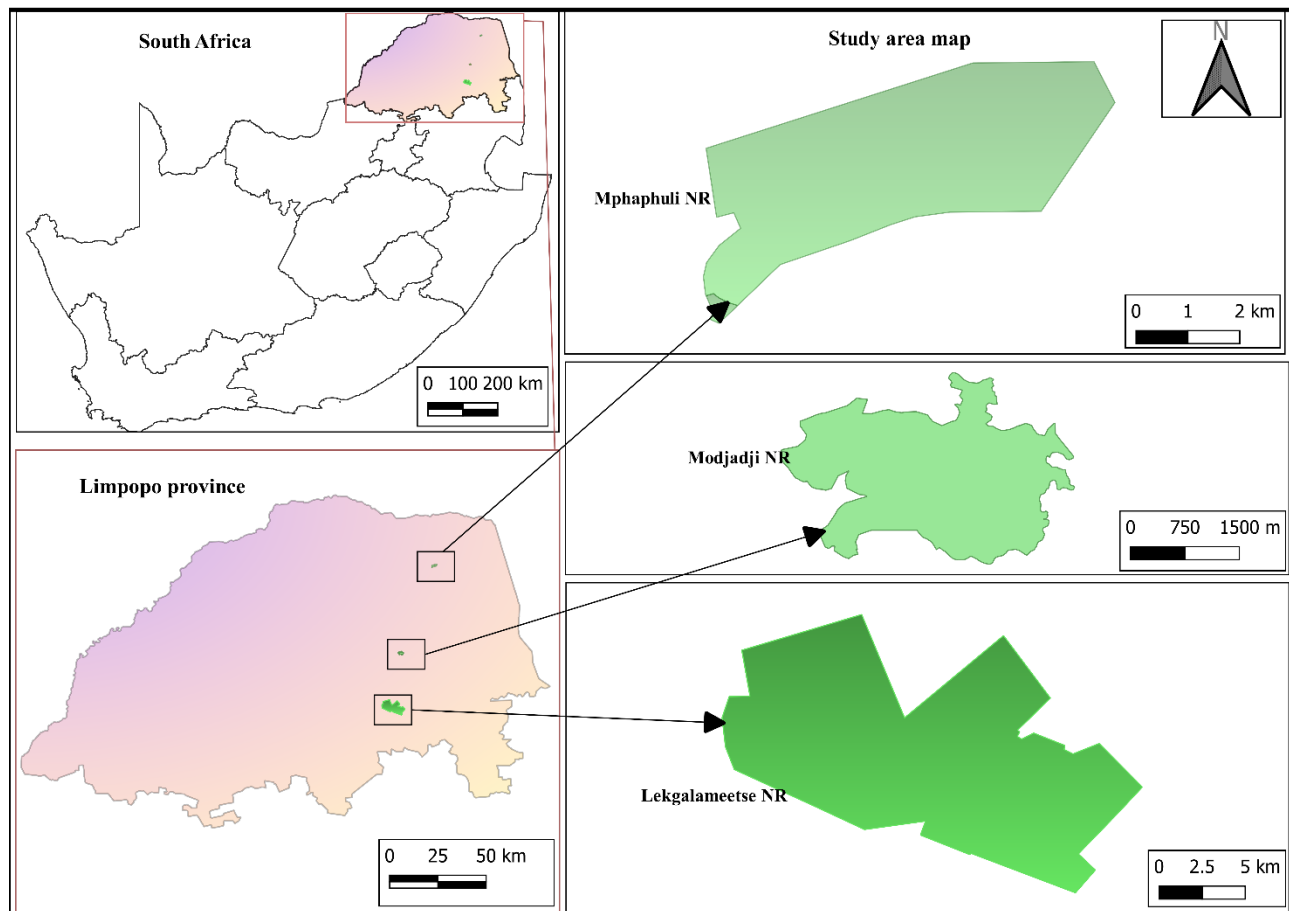 South Africa
0 100 200 km
Study area map
N
Mphaphuli NR
0 1 2 km
Modjadji NR
0 750 1500 m
Limpopo province
0 25 50 km
Lekgalameetse NR
0 2.5 5 km